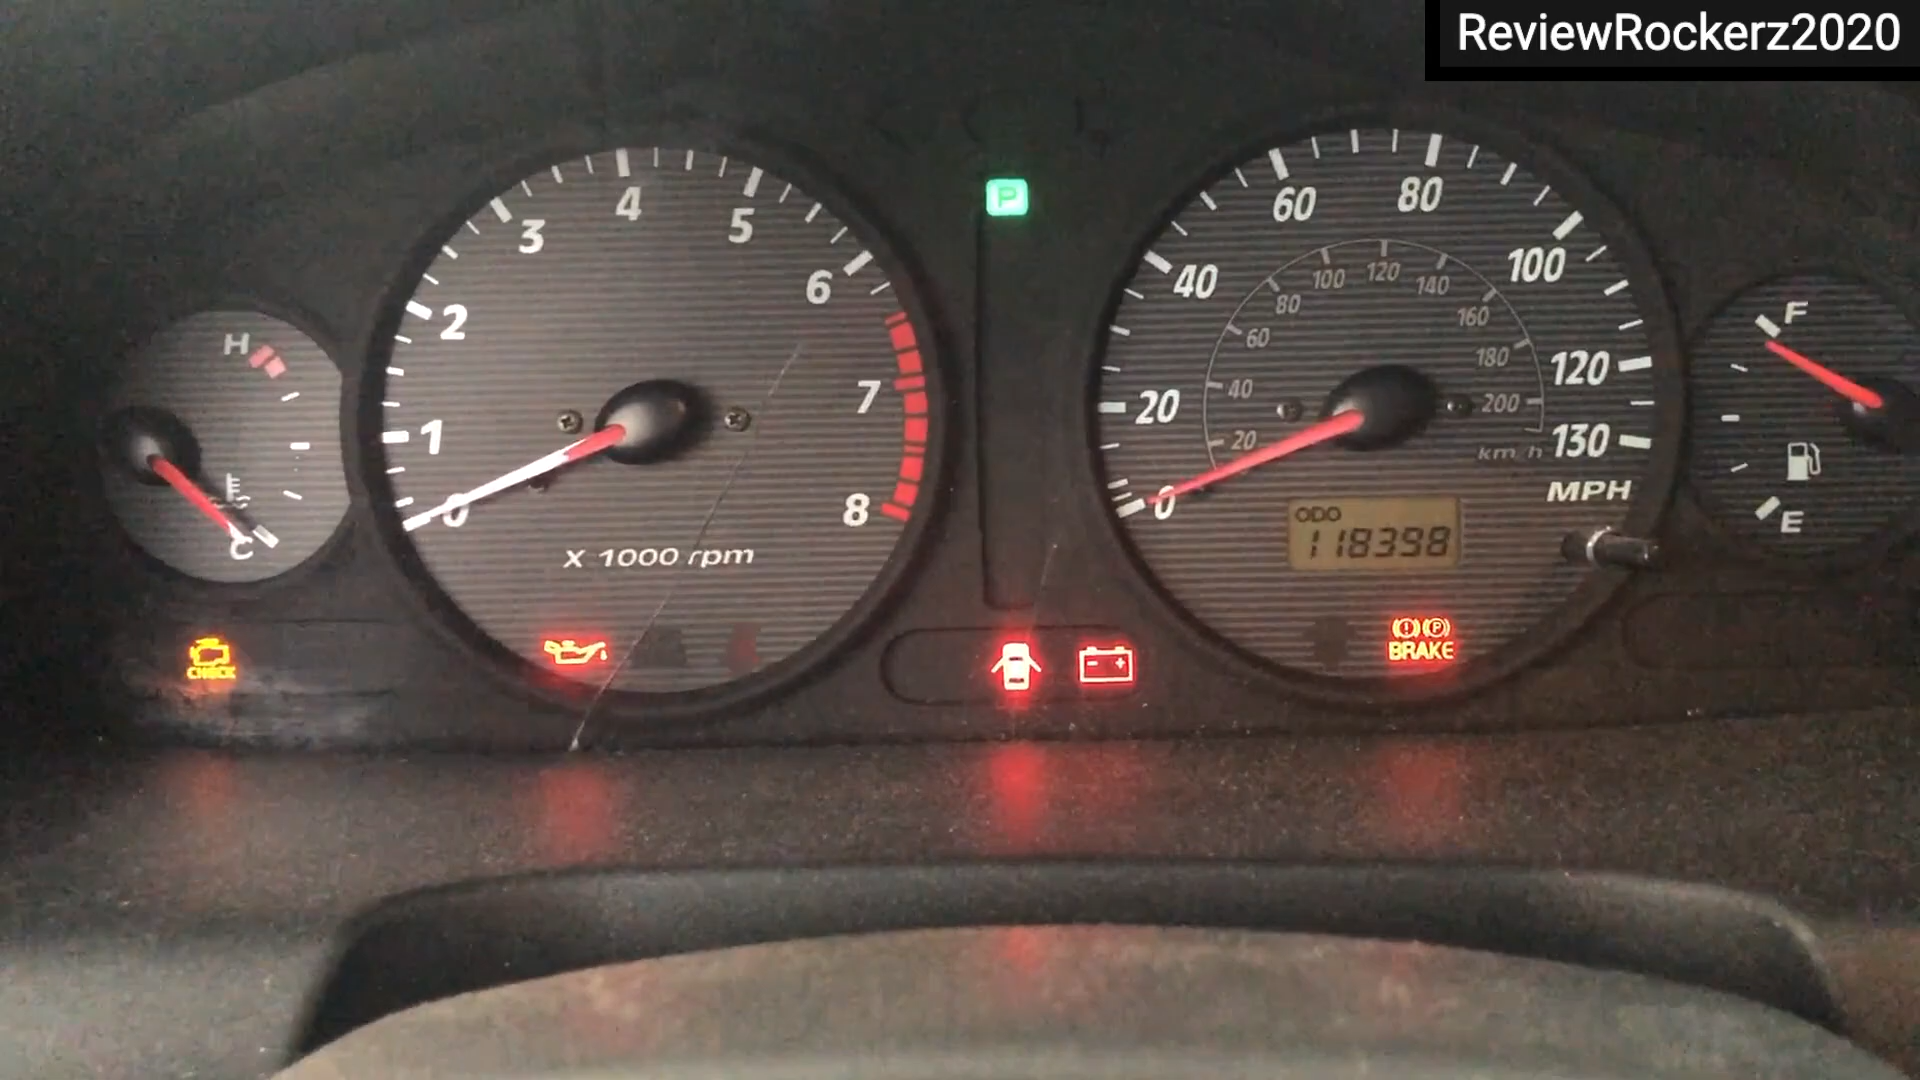 ReviewRockerz2020
H
C
CHECK
0
1
2
3
4
5
6
7
8
X 1000 rpm
P
0
20
40
60
80
100
120
130
MPH
20
40
60
80
100
120
140
160
180
200
km/h
ODO
118398
(!) (P)
BRAKE
- +
F
E